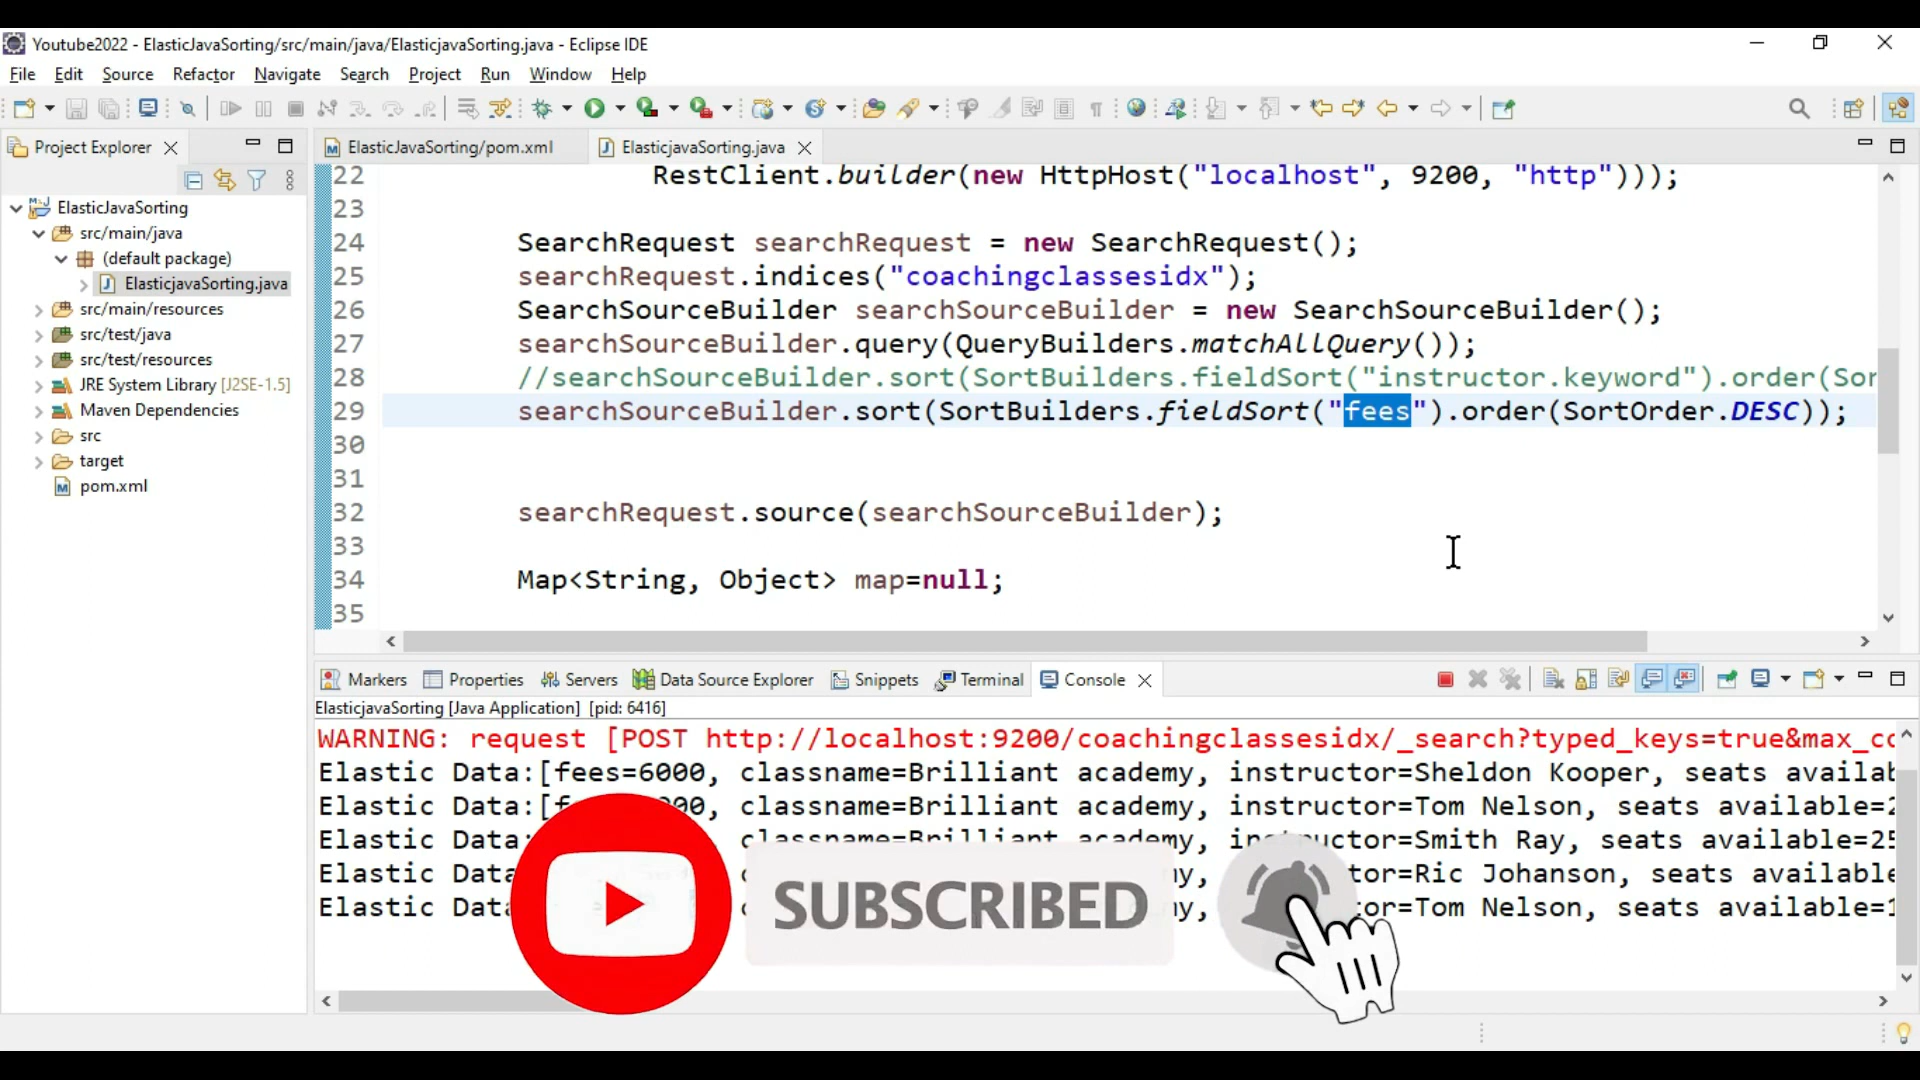 Youtube2022 - ElasticJavaSorting/src/main/java/ElasticjavaSorting.java - Eclipse IDE
File Edit Source Refactor Navigate Search Project Run Window Help
Project Explorer
ElasticJavaSorting/pom.xml
ElasticjavaSorting.java
ElasticJavaSorting
src/main/java
(default package)
ElasticjavaSorting.java
src/main/resources
src/test/java
src/test/resources
JRE System Library [J2SE-1.5]
Maven Dependencies
src
target
pom.xml
22 RestClient.builder(new HttpHost("localhost", 9200, "http")));
23
24 SearchRequest searchRequest = new SearchRequest();
25 searchRequest.indices("coachingclassesidx");
26 SearchSourceBuilder searchSourceBuilder = new SearchSourceBuilder();
27 searchSourceBuilder.query(QueryBuilders.matchAllQuery());
28 //searchSourceBuilder.sort(SortBuilders.fieldSort("instructor.keyword").order(Sor
29 searchSourceBuilder.sort(SortBuilders.fieldSort("fees").order(SortOrder.DESC));
30
31
32 searchRequest.source(searchSourceBuilder);
33
34 Map<String, Object> map=null;
35
Markers Properties Servers Data Source Explorer Snippets Terminal Console
ElasticjavaSorting [Java Application] [pid: 6416]
WARNING: request [POST http://localhost:9200/coachingclassesidx/_search?typed_keys=true&max_co
Elastic Data:[fees=6000, classname=Brilliant academy, instructor=Sheldon Kooper, seats availab
Elastic Data:[ classname=Brilliant academy, instructor=Tom Nelson, seats available=2
Elastic Data: classname=Brilliant academy, instructor=Smith Ray, seats available=25
Elastic Data tor=Ric Johanson, seats available
Elastic Data or=Tom Nelson, seats available=1
SUBSCRIBED